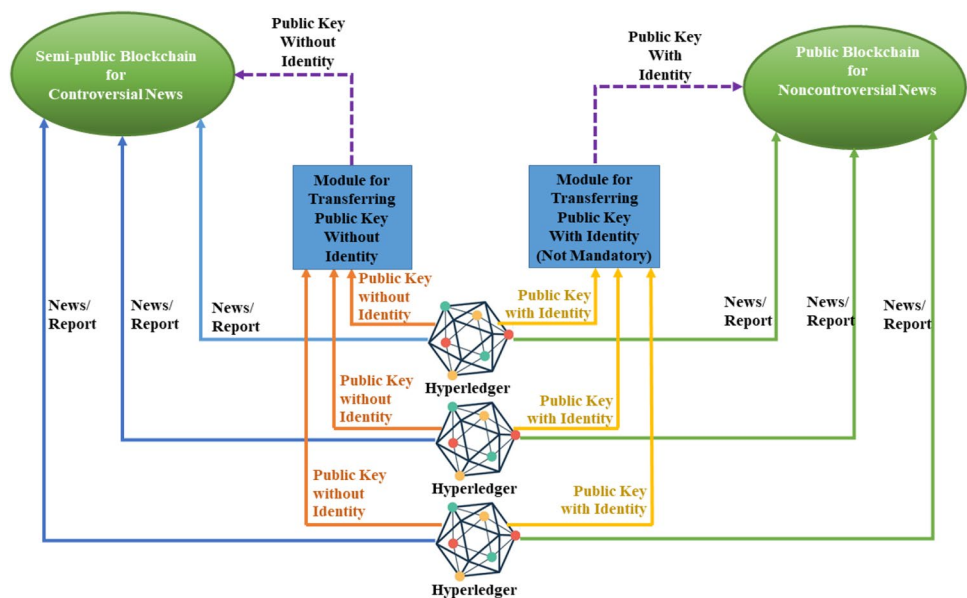 Public Key
Without
Identity
Public Key
With
Identity
Semi-public Blockchain
for
Controversial News
Public Blockchain
for
Noncontroversial News
Module for
Transferring
Public Key
Without
Identity
Module for
Transferring
Public Key
With Identity
(Not Mandatory)
News/
Report
News/
Report
News/
Report
Public Key
without
Identity
Public Key
with Identity
News/
Report
News/
Report
News/
Report
Hyperledger
Public Key
without
Identity
Public Key
with Identity
Hyperledger
Public Key
without
Identity
Public Key
with Identity
Hyperledger